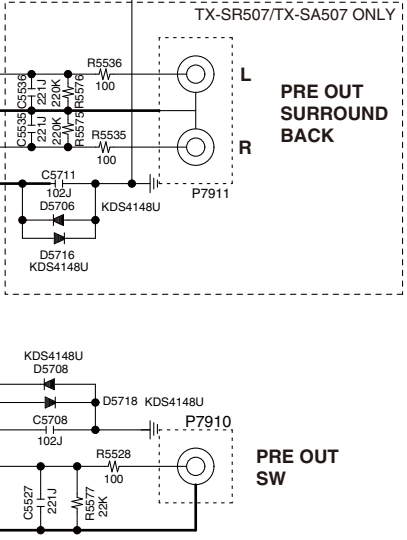 TX-SR507/TX-SA507 ONLY
R5536
100
L
C5536
221J
220K
R5576
PRE OUT
SURROUND
BACK
C5535
221J
220K
R5575
R5535
100
R
C5711
102J
P7911
D5706
KDS4148U
D5716
KDS4148U
KDS4148U
D5708
D5718 KDS4148U
C5708
102J
P7910
R5528
100
PRE OUT
SW
C5527
221J
R5577
22K